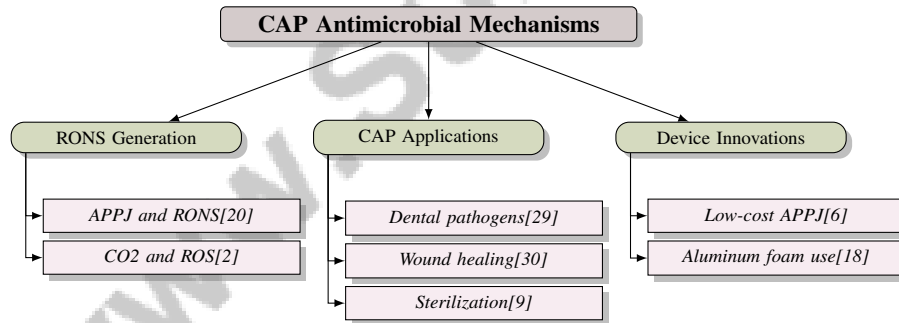 CAP Antimicrobial Mechanisms
RONS Generation
CAP Applications
Device Innovations
APPJ and RONS[20]
CO2 and ROS[2]
Dental pathogens[29]
Wound healing[30]
Sterilization[9]
Low-cost APPJ[6]
Aluminum foam use[18]